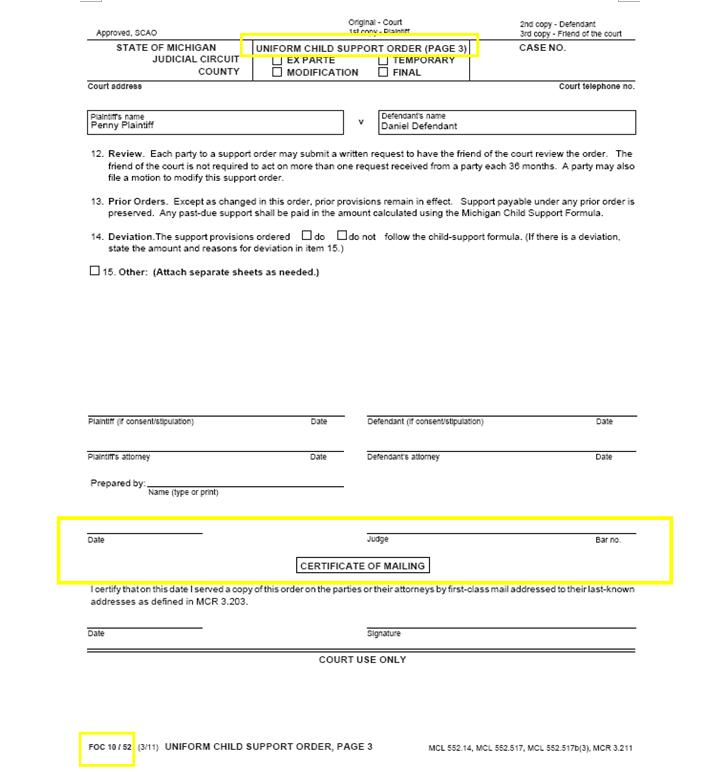 Approved, SCAO
Original - Court
1st copy - Plaintiff
2nd copy - Defendant
3rd copy - Friend of the court
STATE OF MICHIGAN
JUDICIAL CIRCUIT
COUNTY
UNIFORM CHILD SUPPORT ORDER (PAGE 3)
EX PARTE TEMPORARY
MODIFICATION FINAL
CASE NO.
Court address Court telephone no.
Plaintiff's name
Penny Plaintiff
v
Defendant's name
Daniel Defendant
12. Review. Each party to a support order may submit a written request to have the friend of the court review the order. The
friend of the court is not required to act on more than one request received from a party each 36 months. A party may also
file a motion to modify this support order.
13. Prior Orders. Except as changed in this order, prior provisions remain in effect. Support payable under any prior order is
preserved. Any past-due support shall be paid in the amount calculated using the Michigan Child Support Formula.
14. Deviation.The support provisions ordered do do not follow the child-support formula. (If there is a deviation,
state the amount and reasons for deviation in item 15.)
15. Other: (Attach separate sheets as needed.)
Plaintiff (if consent/stipulation) Date Defendant (if consent/stipulation) Date
Plaintiff's attorney Date Defendant's attorney Date
Prepared by:
Name (type or print)
Date Judge Bar no.
CERTIFICATE OF MAILING
I certify that on this date I served a copy of this order on the parties or their attorneys by first-class mail addressed to their last-known
addresses as defined in MCR 3.203.
Date Signature
COURT USE ONLY
FOC 10 / 52 (3/11) UNIFORM CHILD SUPPORT ORDER, PAGE 3 MCL 552.14, MCL 552.517, MCL 552.517b(3), MCR 3.211